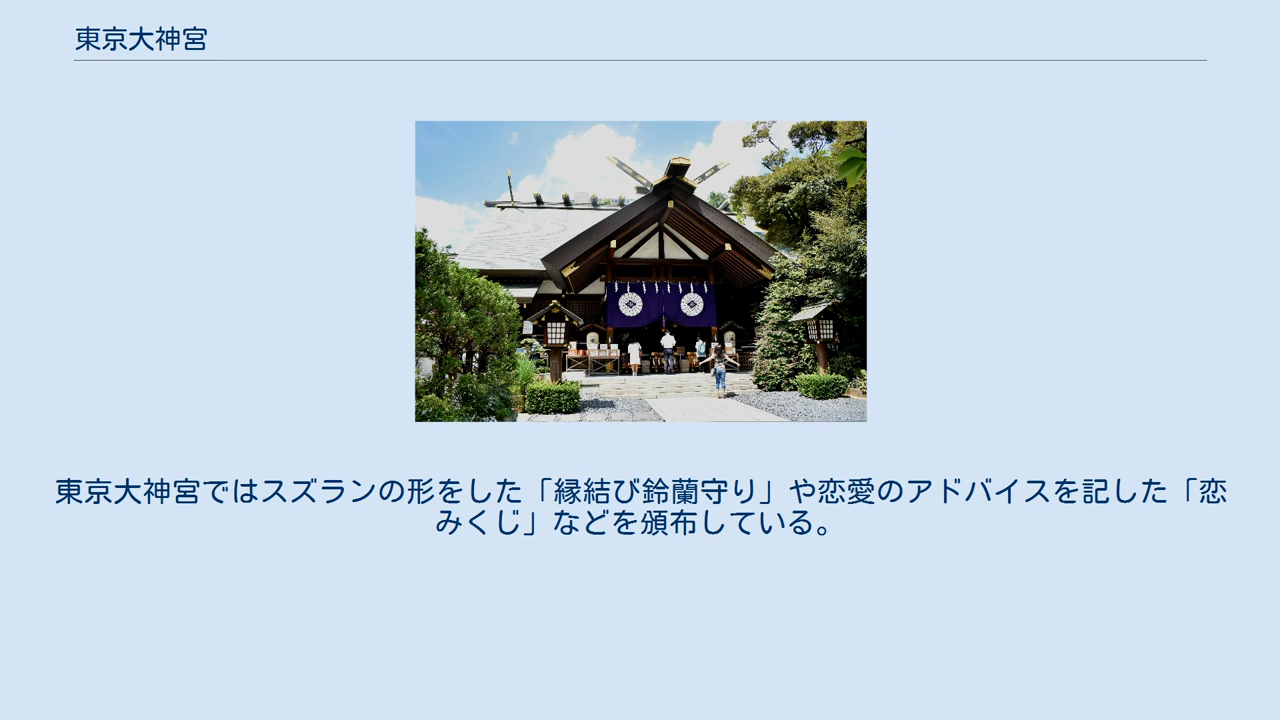 東京大神宮
東京大神宮ではスズランの形をした「縁結び鈴蘭守り」や恋愛のアドバイスを記した「恋
みくじ」などを頒布している。